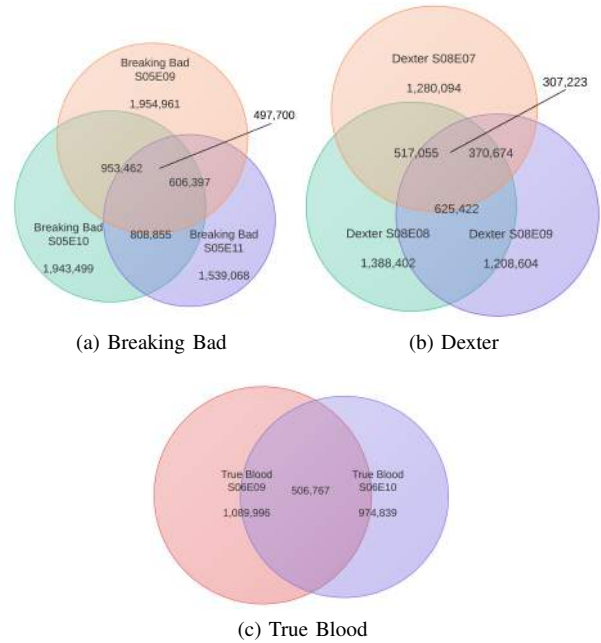 Breaking Bad
S05E09
1,954,961
497,700
953,462
606,397
Breaking Bad
S05E10
808,855
Breaking Bad
S05E11
1,943,499
1,539,068
(a) Breaking Bad
Dexter S08E07
1,280,094
307,223
517,055
370,674
625,422
Dexter S08E08
Dexter S08E09
1,388,402
1,208,604
(b) Dexter
True Blood
S06E09
1,089,996
506,767
True Blood
S06E10
974,839
(c) True Blood